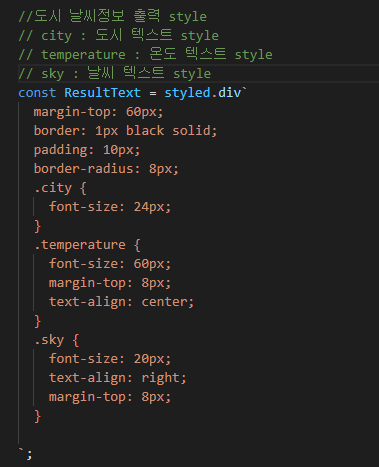 //도시 날씨정보 출력 style
// city : 도시 텍스트 style
// temperature : 온도 텍스트 style
// sky : 날씨 텍스트 style
const ResultText = styled.div`
  margin-top: 60px;
  border: 1px black solid;
  padding: 10px;
  border-radius: 8px;
  .city {
    font-size: 24px;
  }
  .temperature {
    font-size: 60px;
    margin-top: 8px;
    text-align: center;
  }
  .sky {
    font-size: 20px;
    text-align: right;
    margin-top: 8px;
  }
`;